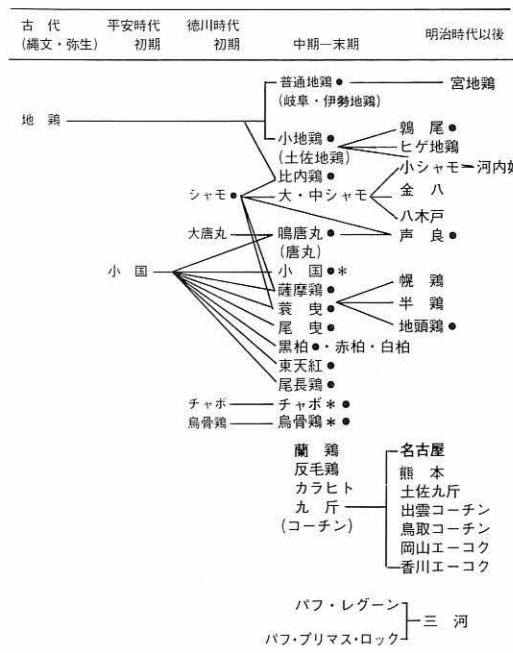 古 代 平安時代 徳川時代 明治時代以後
(縄文・弥生) 初期 初期 中期―末期
普通地鶏● 宮地鶏
(岐阜・伊勢地鶏)
地 鶏
小地鶏● 鶉 尾●
(土佐地鶏) ヒゲ地鶏
比内鶏● 小シャモ 河内奴
シャモ● 大・中シャモ 金 八
八木戸
大唐丸 鳴唐丸● 声 良●
(唐丸)
小 国 小 国●*
薩摩鶏● 幌 鶏
蓑 曳● 半 鶏
尾 曳● 地頭鶏●
黒柏●・赤柏・白柏
東天紅●
尾長鶏●
チャボ チャボ*●
烏骨鶏 烏骨鶏*●
蘭 鶏 名古屋
反毛鶏 熊 本
カラヒト 土佐九斤
九 斤 出雲コーチン
(コーチン) 鳥取コーチン
岡山エーコク
香川エーコク
バフ・レグーン
三 河
バフ・プリマス・ロック